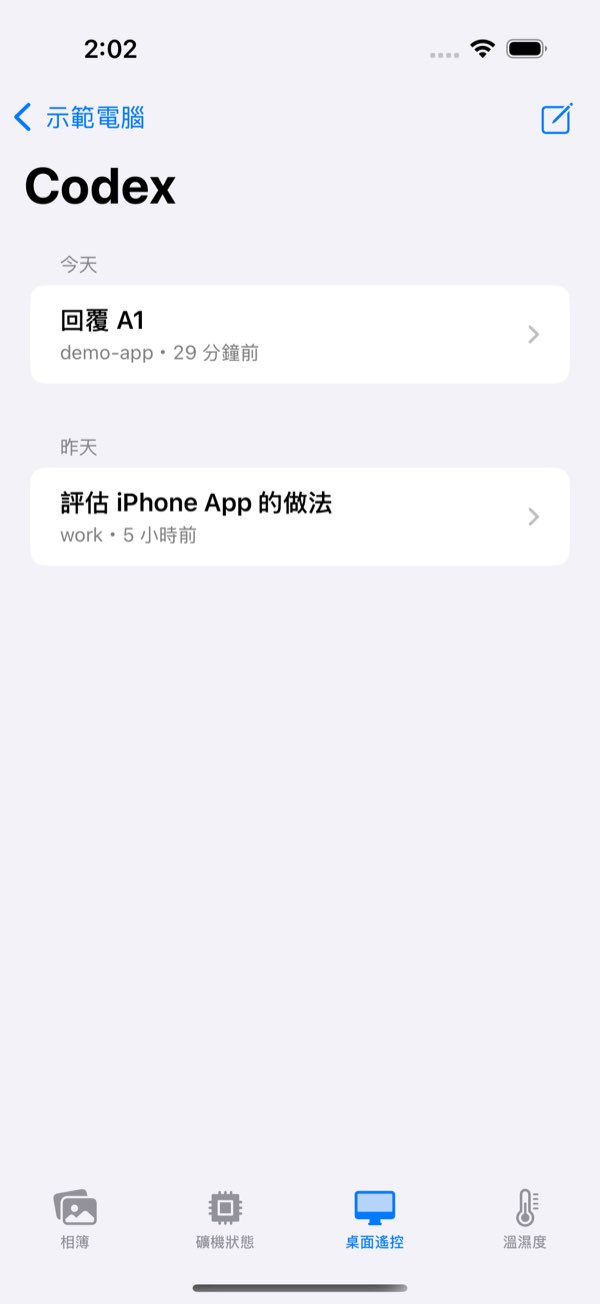 2:02
示範電腦
Codex
今天
回覆 A1
demo-app・29 分鐘前
昨天
評估 iPhone App 的做法
work・5 小時前
相簿
礦機狀態
桌面遙控
溫濕度